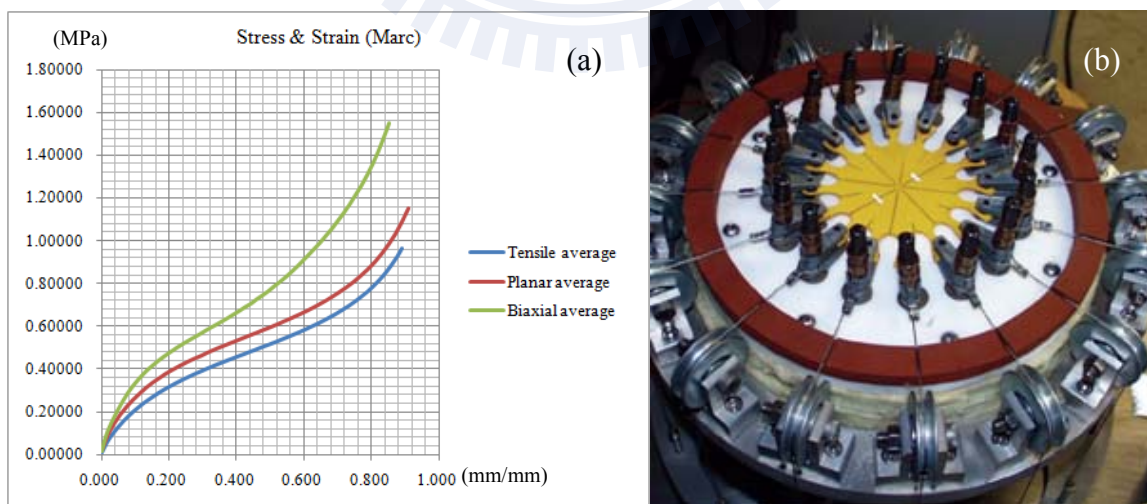 (MPa)
Stress & Strain (Marc)
(a)
1.80000
1.60000
1.40000
1.20000
1.00000
0.80000
0.60000
0.40000
0.20000
0.00000
0.000 0.200 0.400 0.600 0.800 1.000
(mm/mm)
Tensile average
Planar average
Biaxial average
(b)